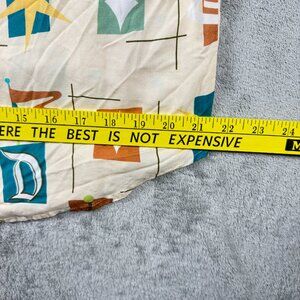 15 16 17 18 19 20 21 22 23 24
ERE THE BEST IS NOT EXPENSIVE M
D